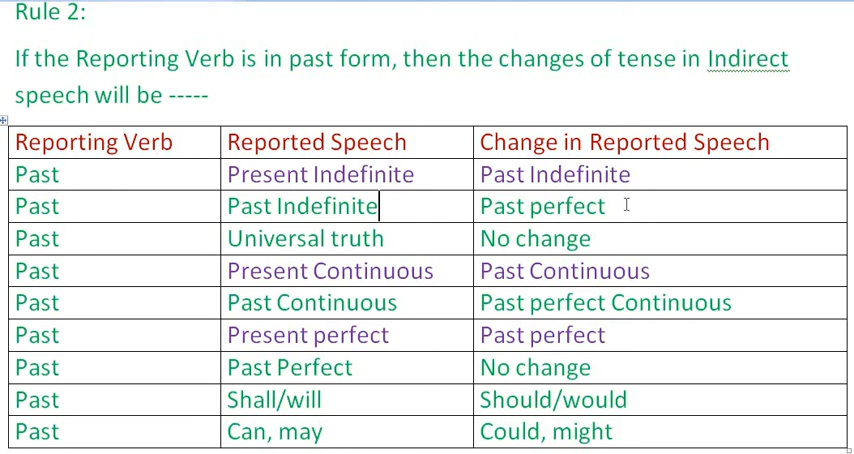 Rule 2:
If the Reporting Verb is in past form, then the changes of tense in Indirect
speech will be -----
Reporting Verb Reported Speech Change in Reported Speech
Past Present Indefinite Past Indefinite
Past Past Indefinite Past perfect
Past Universal truth No change
Past Present Continuous Past Continuous
Past Past Continuous Past perfect Continuous
Past Present perfect Past perfect
Past Past Perfect No change
Past Shall/will Should/would
Past Can, may Could, might